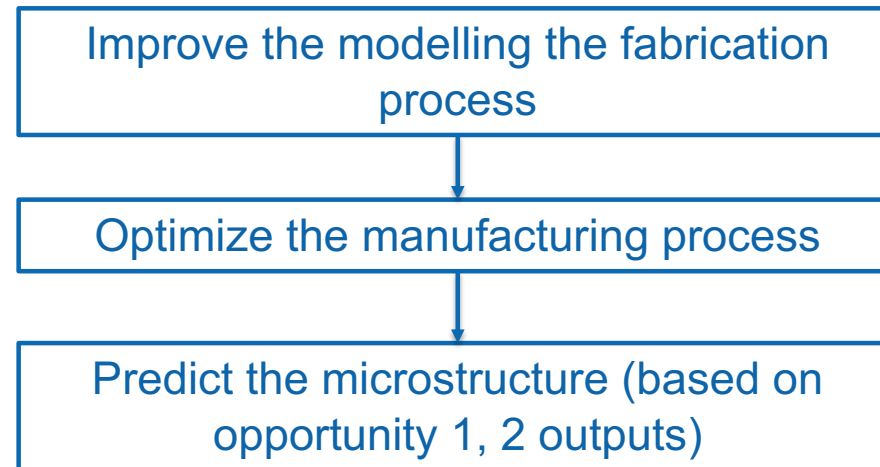 Improve the modelling the fabrication
process
Optimize the manufacturing process
Predict the microstructure (based on
opportunity 1, 2 outputs)